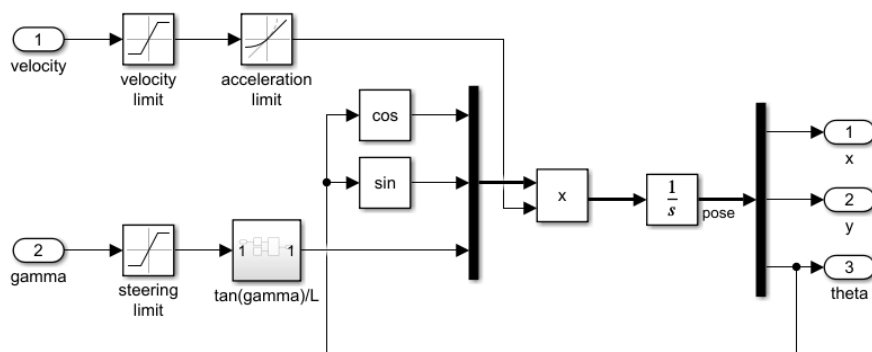 1
velocity
velocity
limit
acceleration
limit
cos
sin
x
1
s
pose
1
x
2
y
3
theta
2
gamma
steering
limit
1 1
tan(gamma)/L